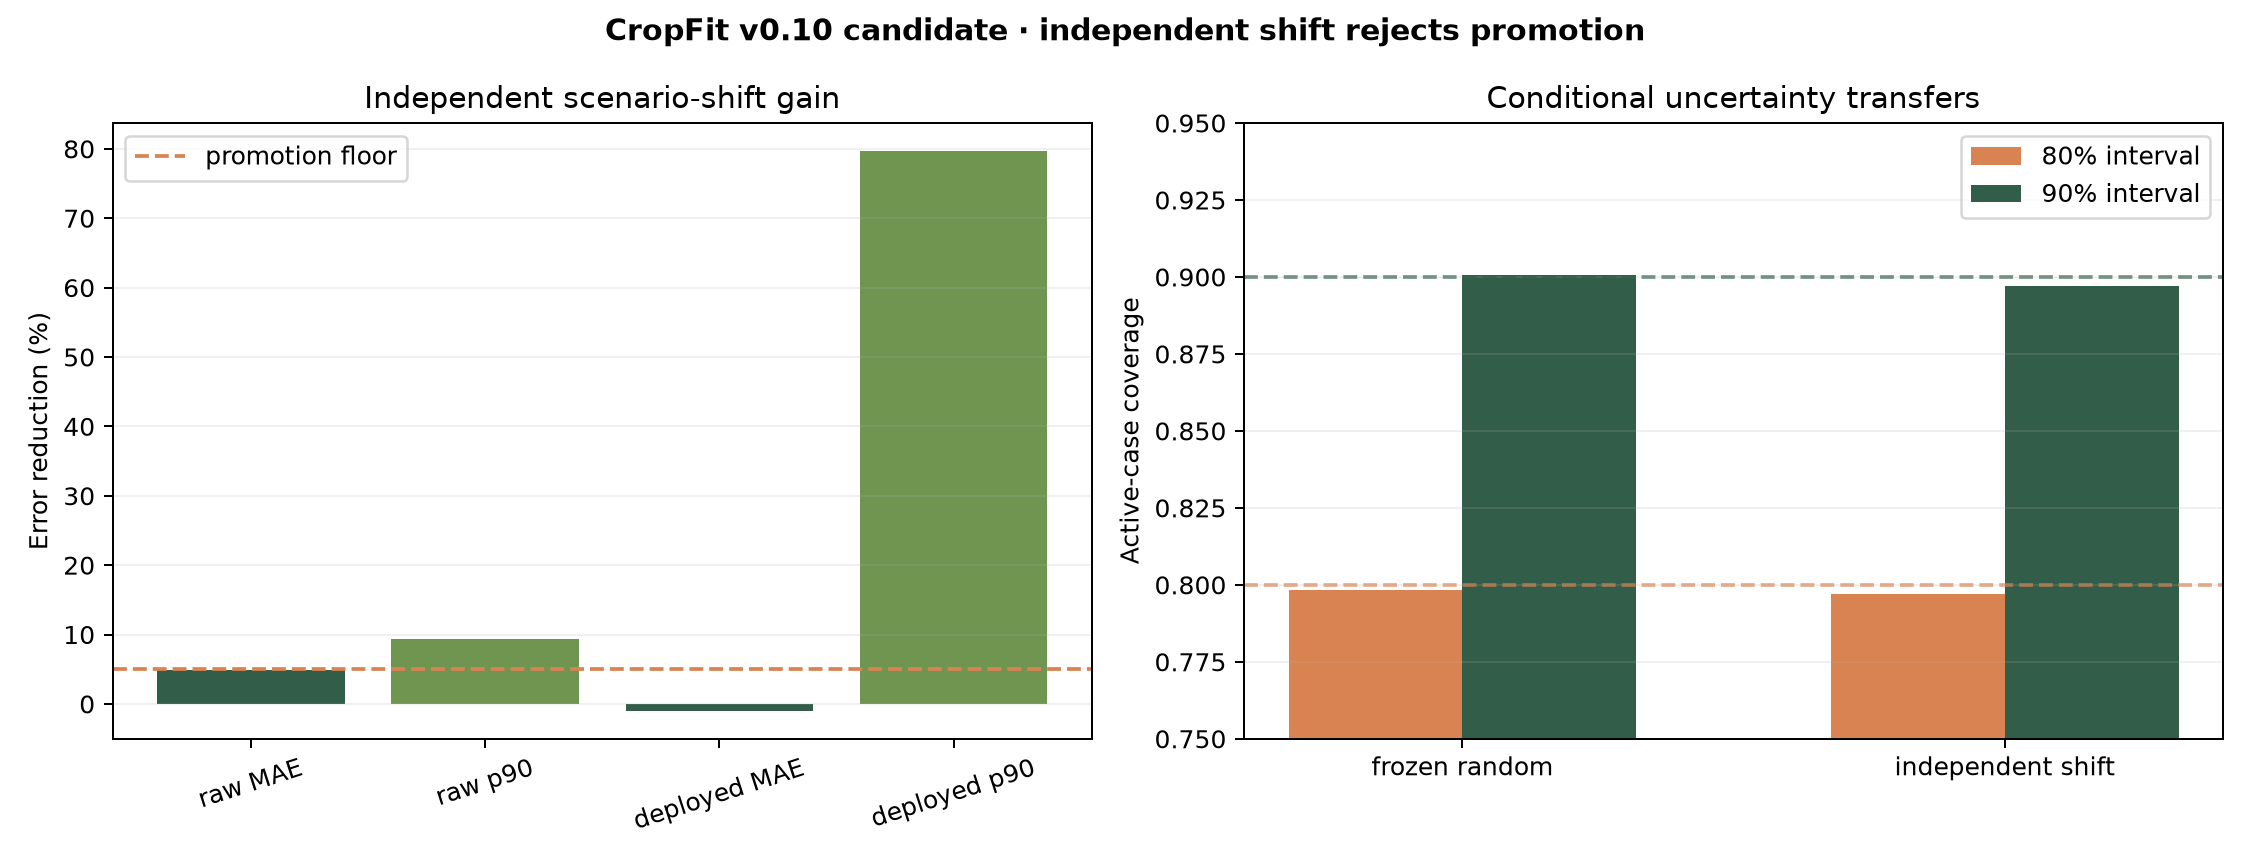 CropFit v0.10 candidate · independent shift rejects promotion
Independent scenario-shift gain
promotion floor
Error reduction (%)
80
70
60
50
40
30
20
10
0
raw MAE
raw p90
deployed MAE
deployed p90
Conditional uncertainty transfers
80% interval
90% interval
Active-case coverage
0.950
0.925
0.900
0.875
0.850
0.825
0.800
0.775
0.750
frozen random
independent shift